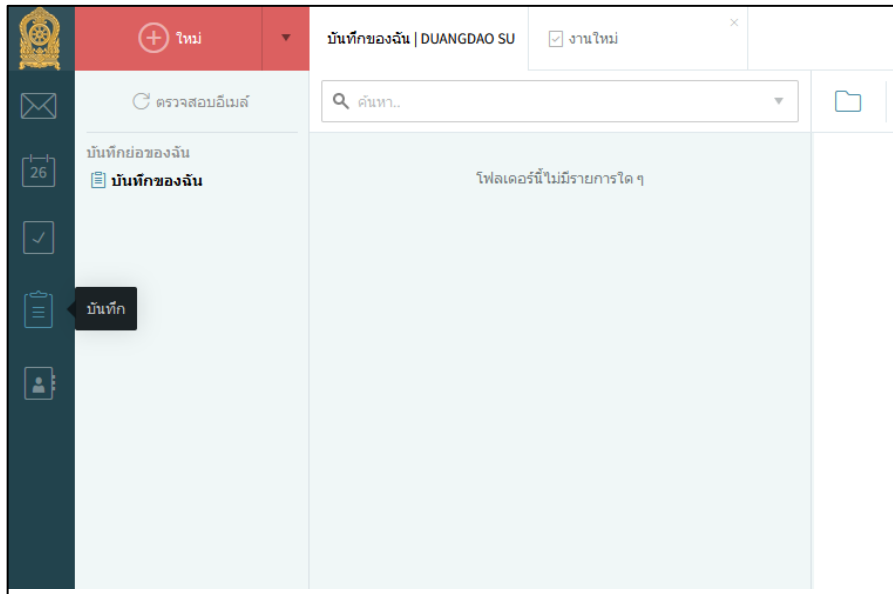 ใหม่
บันทึกของฉัน | DUANGDAO SU
งานใหม่
ตรวจสอบอีเมล์
ค้นหา..
บันทึกย่อของฉัน
บันทึกของฉัน
โฟลเดอร์นี้ไม่มีรายการใด ๆ
26
บันทึก